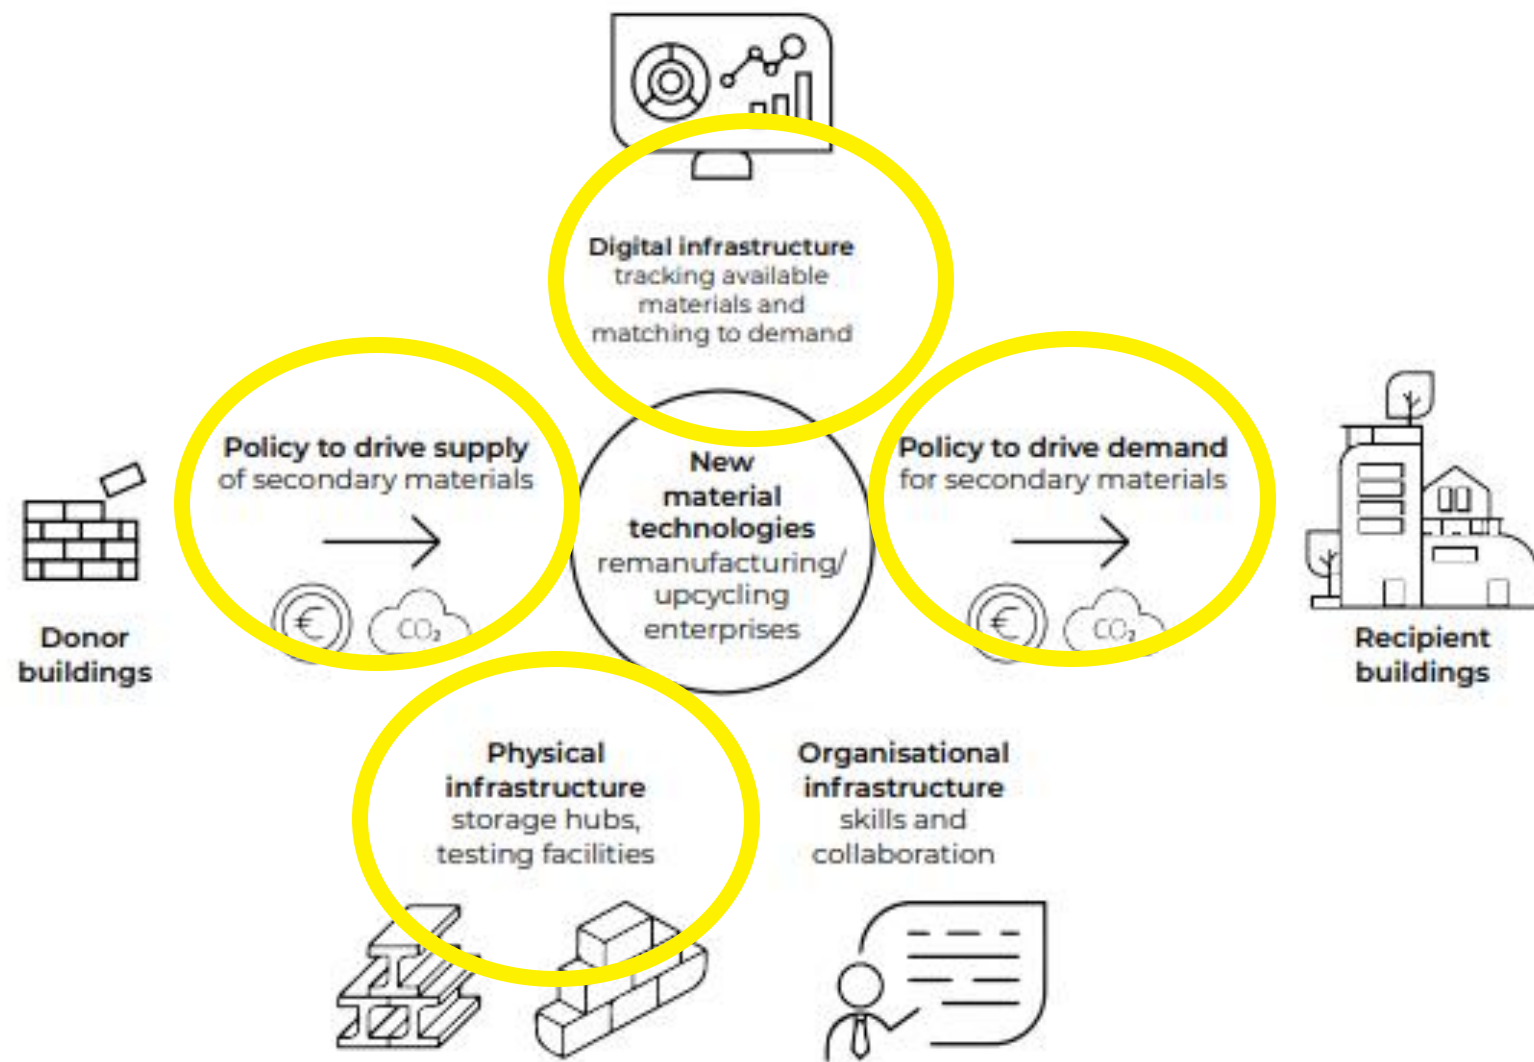 Digital infrastructure
tracking available
materials and
matching to demand
Policy to drive supply
of secondary materials
€
CO₂
Donor
buildings
New
material
technologies
remanufacturing/
upcycling
enterprises
Policy to drive demand
for secondary materials
€
CO₂
Recipient
buildings
Physical
infrastructure
storage hubs,
testing facilities
Organisational
infrastructure
skills and
collaboration